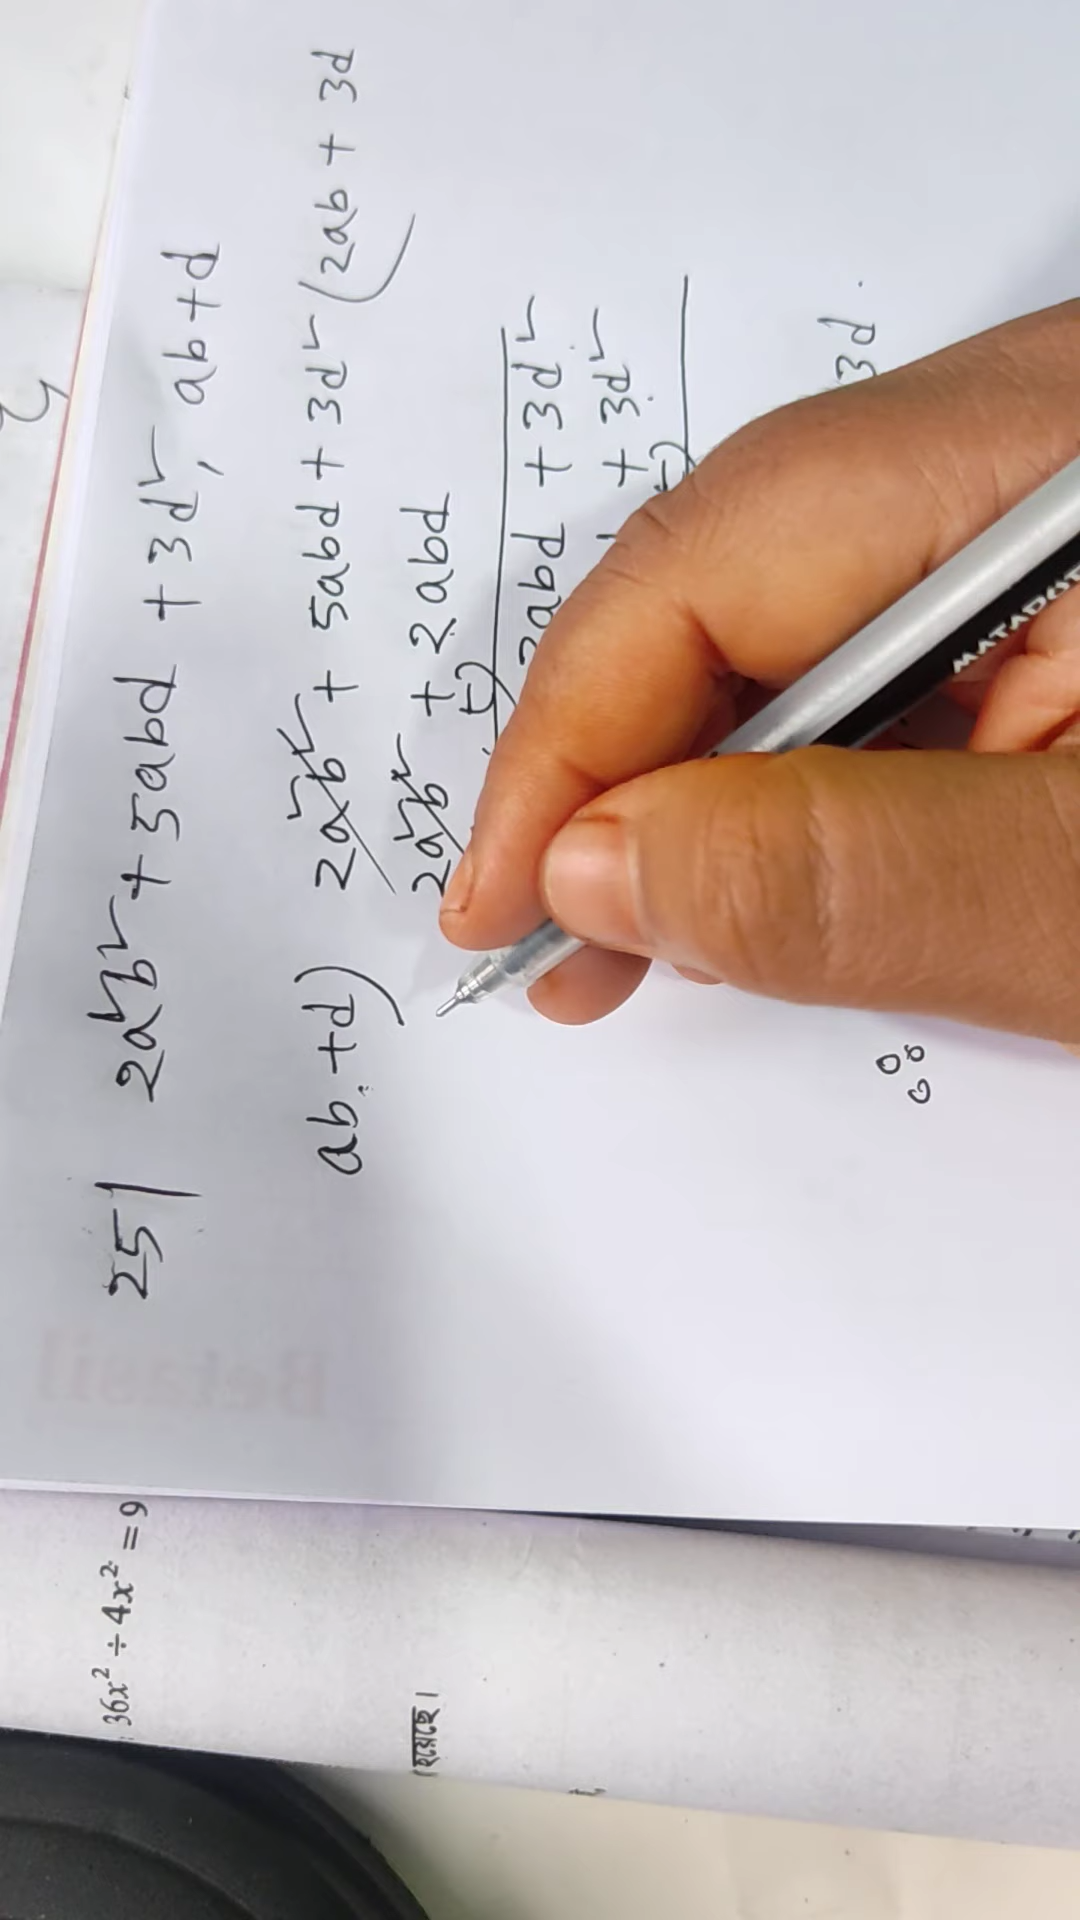 25| 2a²b² + 5abd + 3d², ab+d
ab+d) 2a²b² + 5abd + 3d² (2ab + 3d
2a²b² + 2abd
(-)
3abd + 3d²
+ 3d²
(-)
∴ 3d.
36x² ÷ 4x² = 9
হয়েছে।
MATADOR